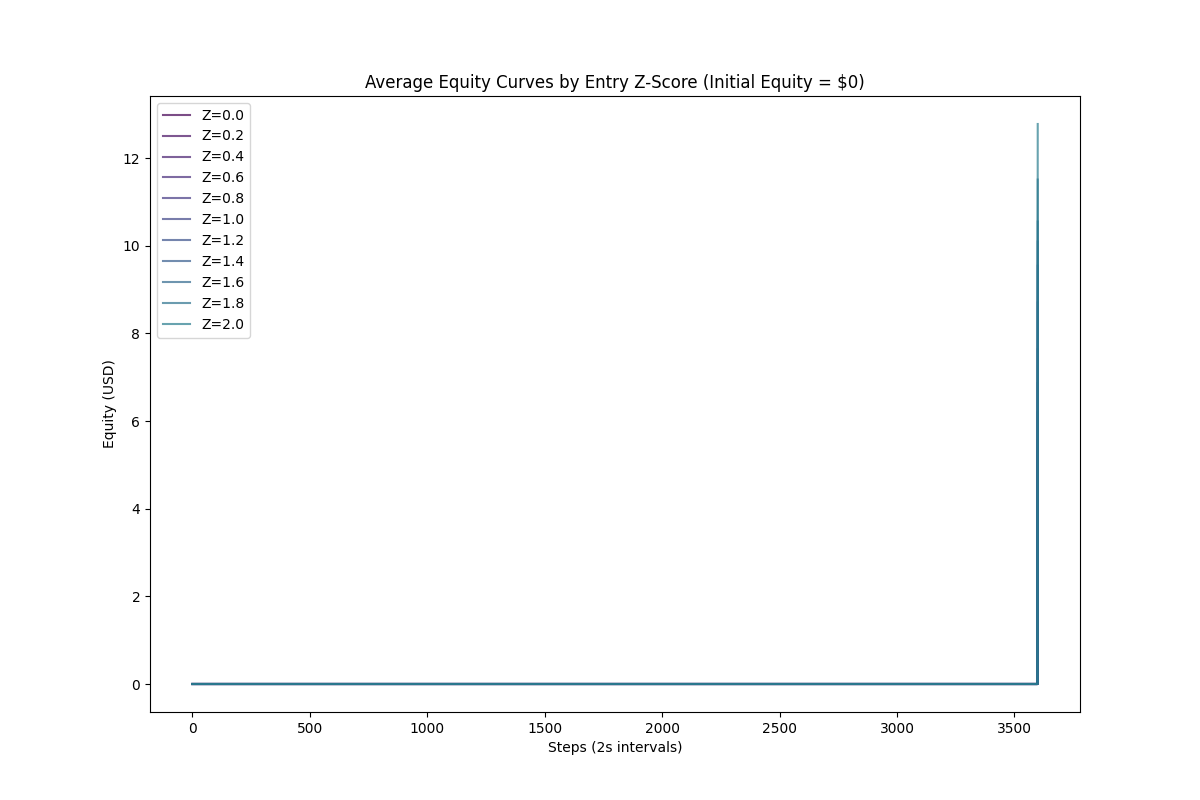 Average Equity Curves by Entry Z-Score (Initial Equity = $0)
Z=0.0
Z=0.2
Z=0.4
Z=0.6
Z=0.8
Z=1.0
Z=1.2
Z=1.4
Z=1.6
Z=1.8
Z=2.0
12
10
8
6
4
2
0
Equity (USD)
0 500 1000 1500 2000 2500 3000 3500
Steps (2s intervals)